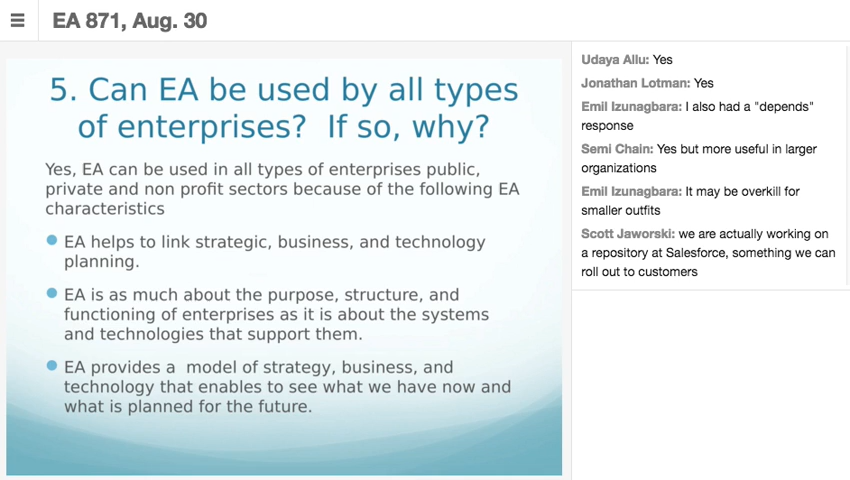 EA 871, Aug. 30
5. Can EA be used by all types
of enterprises? If so, why?
Yes, EA can be used in all types of enterprises public,
private and non profit sectors because of the following EA
characteristics
EA helps to link strategic, business, and technology
planning.
EA is as much about the purpose, structure, and
functioning of enterprises as it is about the systems
and technologies that support them.
EA provides a model of strategy, business, and
technology that enables to see what we have now and
what is planned for the future.
Udaya Allu: Yes
Jonathan Lotman: Yes
Emil Izunagbara: I also had a "depends"
response
Semi Chain: Yes but more useful in larger
organizations
Emil Izunagbara: It may be overkill for
smaller outfits
Scott Jaworski: we are actually working on
a repository at Salesforce, something we can
roll out to customers